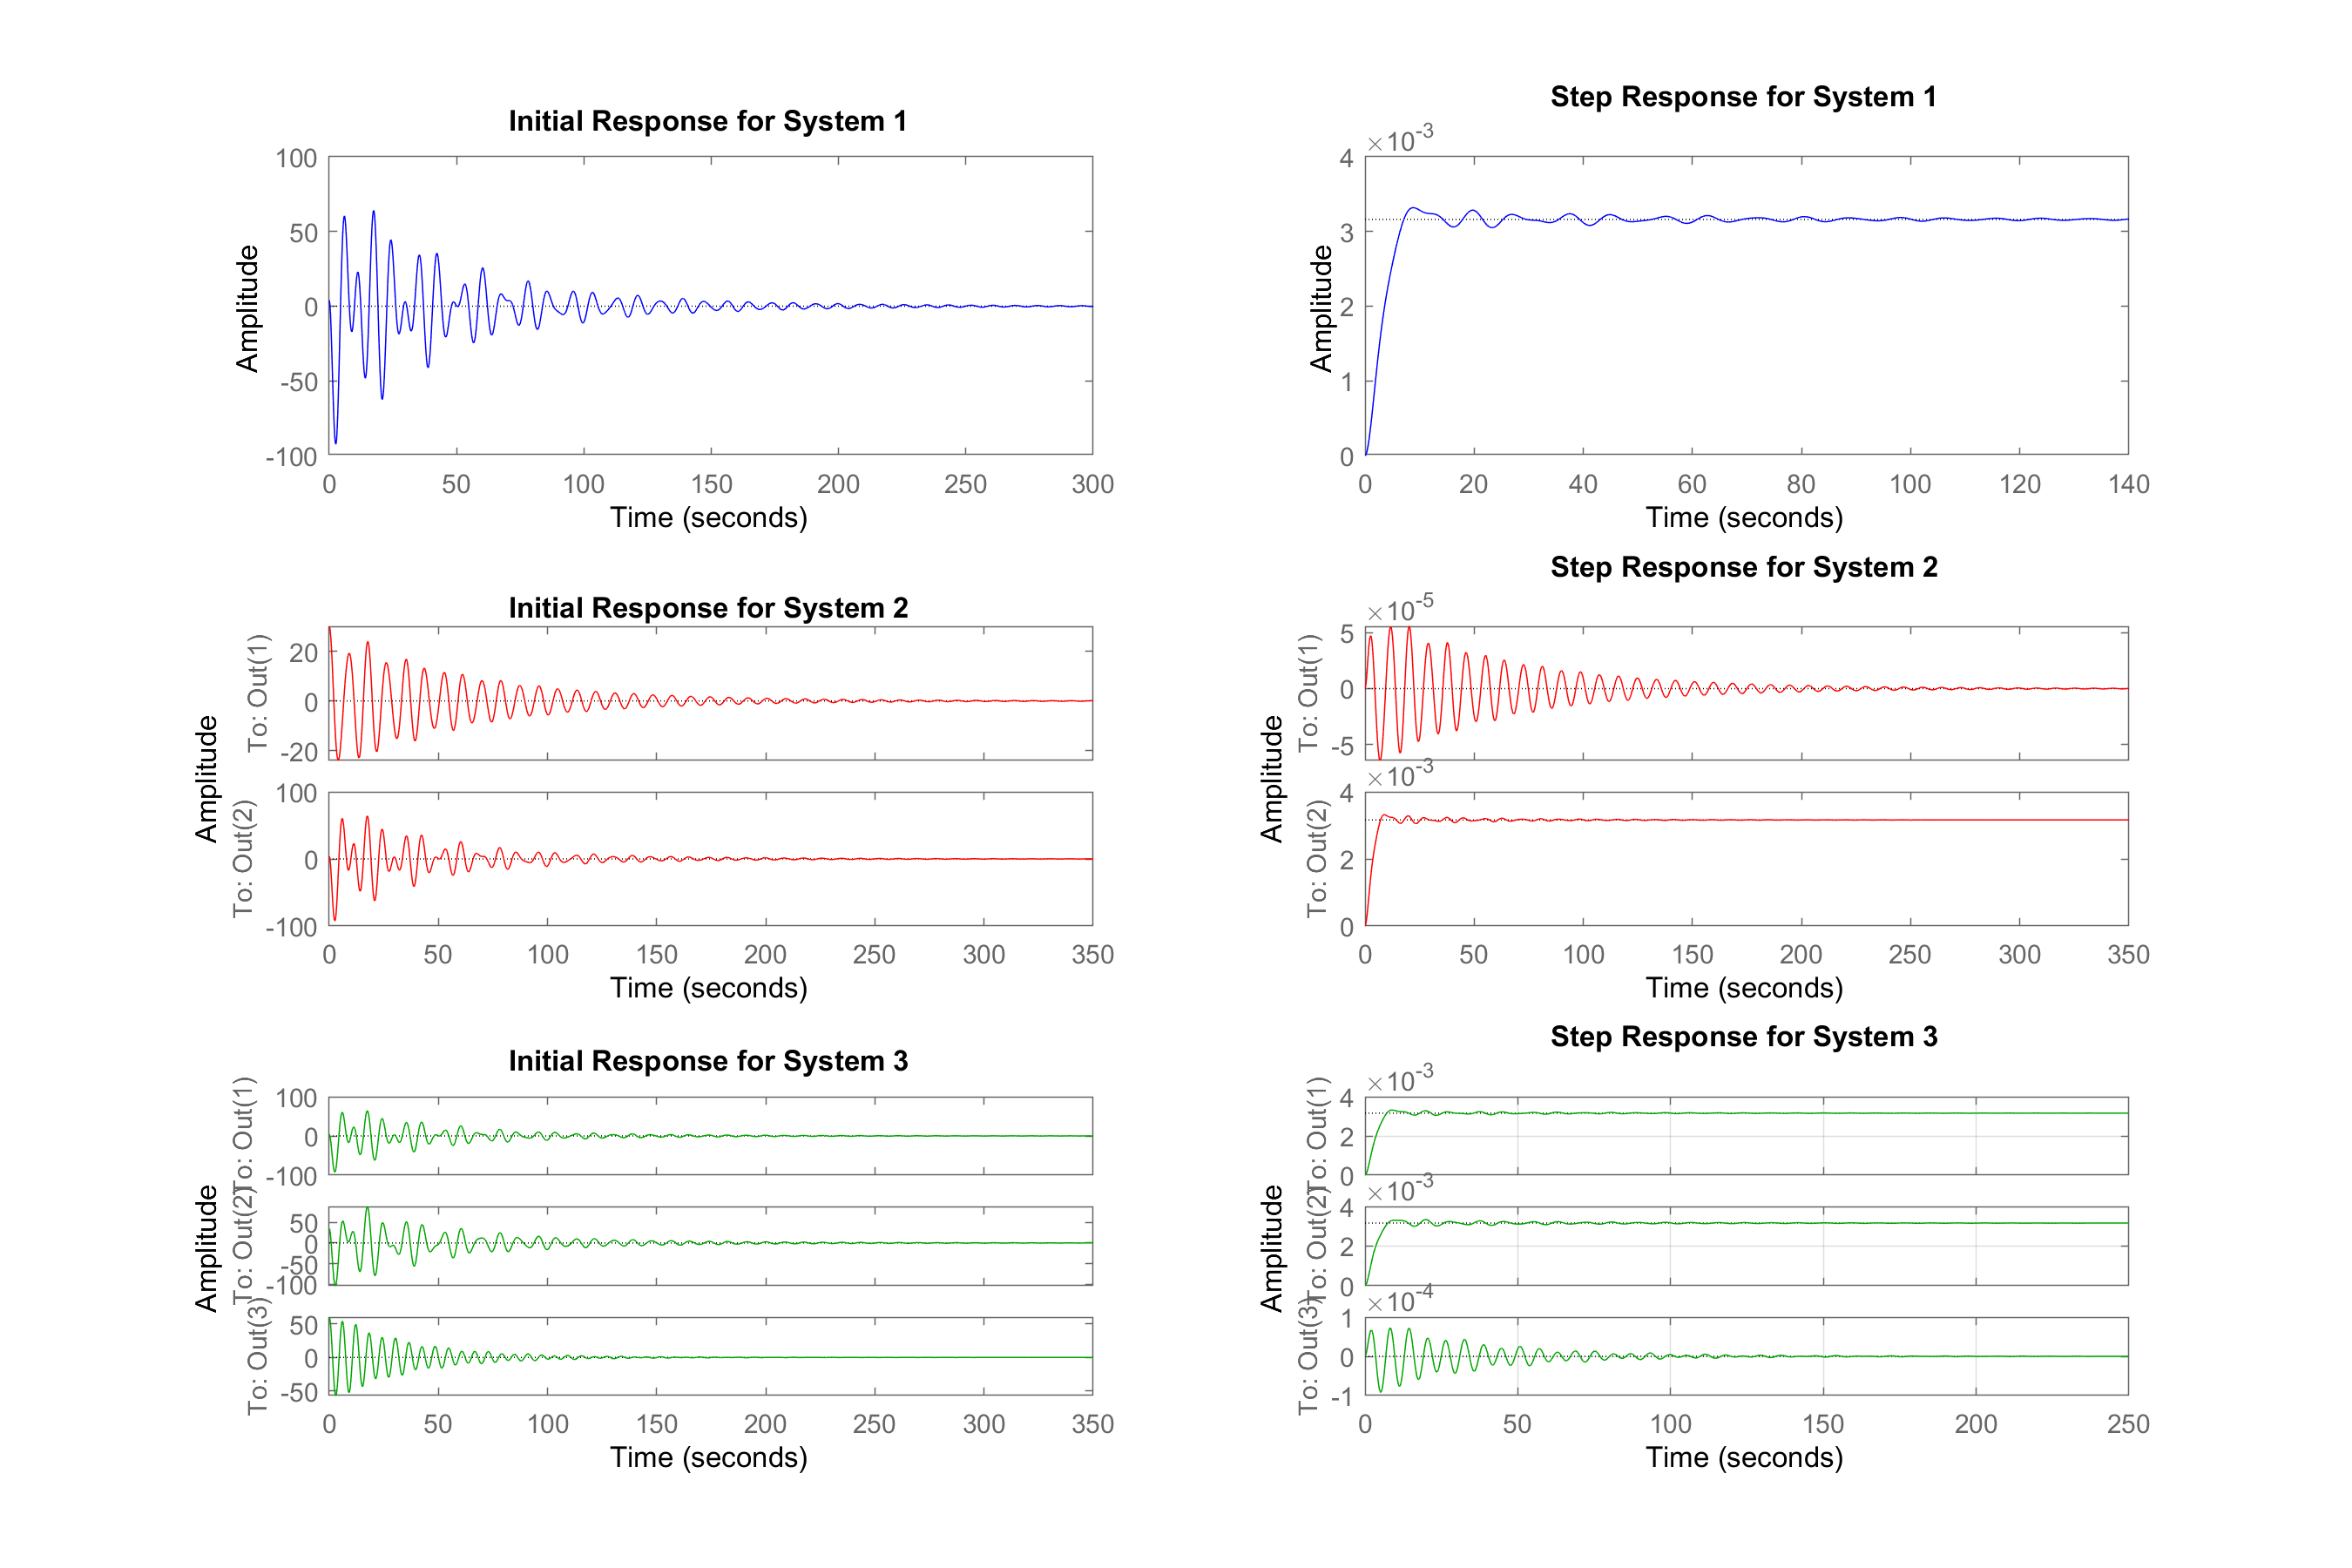 Initial Response for System 1
Amplitude
100
50
0
-50
-100
0 50 100 150 200 250 300
Time (seconds)
Step Response for System 1
×10-3
Amplitude
4
3
2
1
0
0 20 40 60 80 100 120 140
Time (seconds)
Initial Response for System 2
Amplitude
To: Out(1)
20
0
-20
To: Out(2)
100
0
-100
0 50 100 150 200 250 300 350
Time (seconds)
Step Response for System 2
Amplitude
×10-5
To: Out(1)
5
0
-5
×10-3
To: Out(2)
4
2
0
0 50 100 150 200 250 300 350
Time (seconds)
Initial Response for System 3
Amplitude
To: Out(1)
100
0
-100
To: Out(2)
50
0
-50
-100
To: Out(3)
50
0
-50
0 50 100 150 200 250 300 350
Time (seconds)
Step Response for System 3
Amplitude
×10-3
To: Out(1)
4
2
0
×10-3
To: Out(2)
4
2
0
×10-4
To: Out(3)
1
0
-1
0 50 100 150 200 250
Time (seconds)